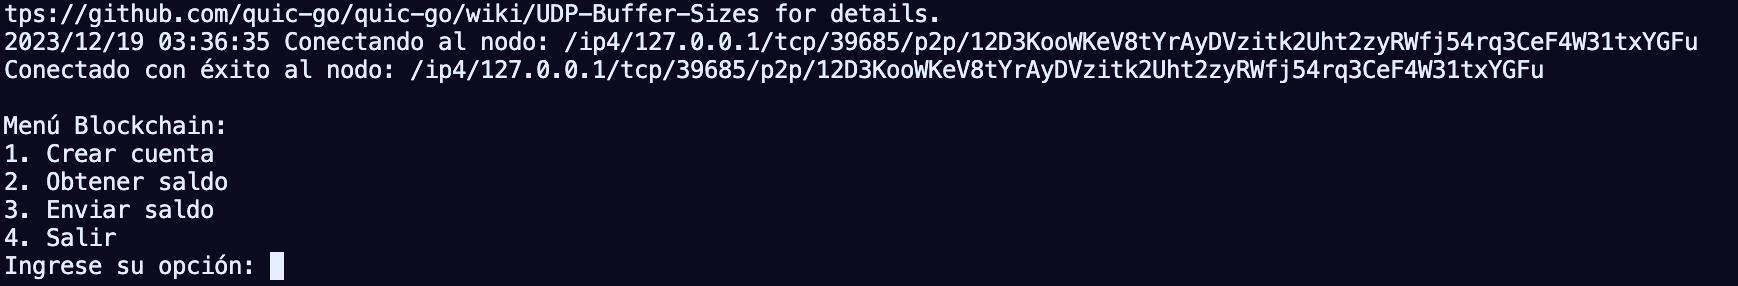 tps://github.com/quic-go/quic-go/wiki/UDP-Buffer-Sizes for details.
2023/12/19 03:36:35 Conectando al nodo: /ip4/127.0.0.1/tcp/39685/p2p/12D3KooWKeV8tYrAyDVzitk2Uht2zyRWfj54rq3CeF4W31txYGFu
Conectado con éxito al nodo: /ip4/127.0.0.1/tcp/39685/p2p/12D3KooWKeV8tYrAyDVzitk2Uht2zyRWfj54rq3CeF4W31txYGFu
Menú Blockchain:
1. Crear cuenta
2. Obtener saldo
3. Enviar saldo
4. Salir
Ingrese su opción: